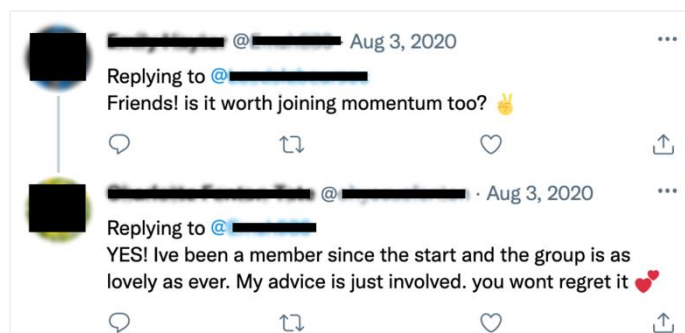 @ Aug 3, 2020
Replying to @
Friends! is it worth joining momentum too? ✌️
@ · Aug 3, 2020
Replying to @
YES! Ive been a member since the start and the group is as
lovely as ever. My advice is just involved. you wont regret it 💕